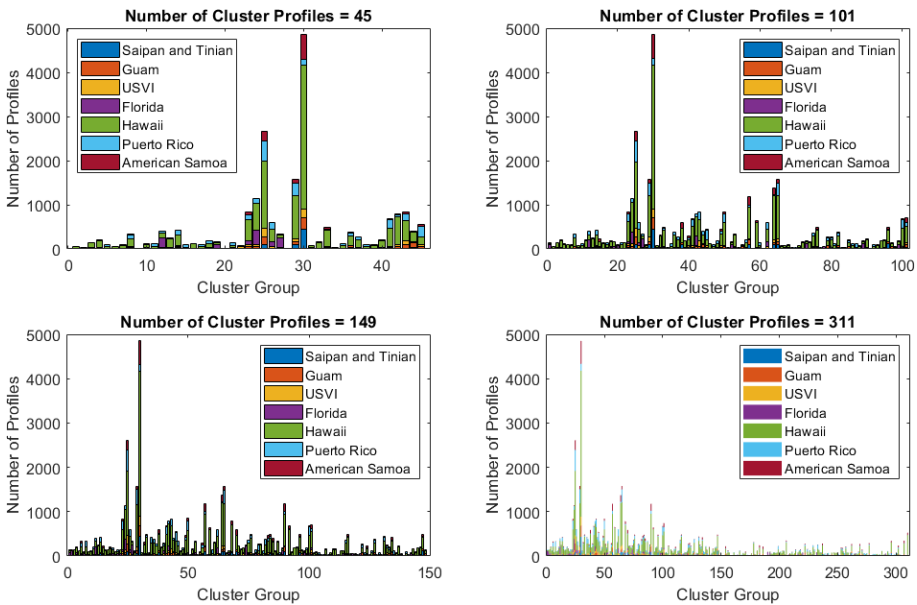 Number of Cluster Profiles = 45
5000
4000
3000
2000
1000
0
Number of Profiles
Saipan and Tinian
Guam
USVI
Florida
Hawaii
Puerto Rico
American Samoa
0 10 20 30 40
Cluster Group
Number of Cluster Profiles = 101
5000
4000
3000
2000
1000
0
Number of Profiles
Saipan and Tinian
Guam
USVI
Florida
Hawaii
Puerto Rico
American Samoa
0 20 40 60 80 100
Cluster Group
Number of Cluster Profiles = 149
5000
4000
3000
2000
1000
0
Number of Profiles
Saipan and Tinian
Guam
USVI
Florida
Hawaii
Puerto Rico
American Samoa
0 50 100 150
Cluster Group
Number of Cluster Profiles = 311
5000
4000
3000
2000
1000
0
Number of Profiles
Saipan and Tinian
Guam
USVI
Florida
Hawaii
Puerto Rico
American Samoa
0 50 100 150 200 250 300
Cluster Group